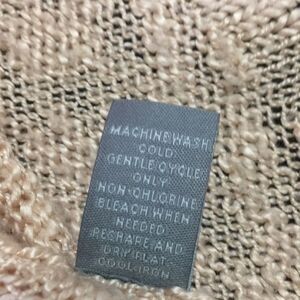 MACHINE WASH
COLD
GENTLE CYCLE
ONLY
NON-CHLORINE
BLEACH WHEN
NEEDED
RESHAPE AND
DRY FLAT
COOL IRON